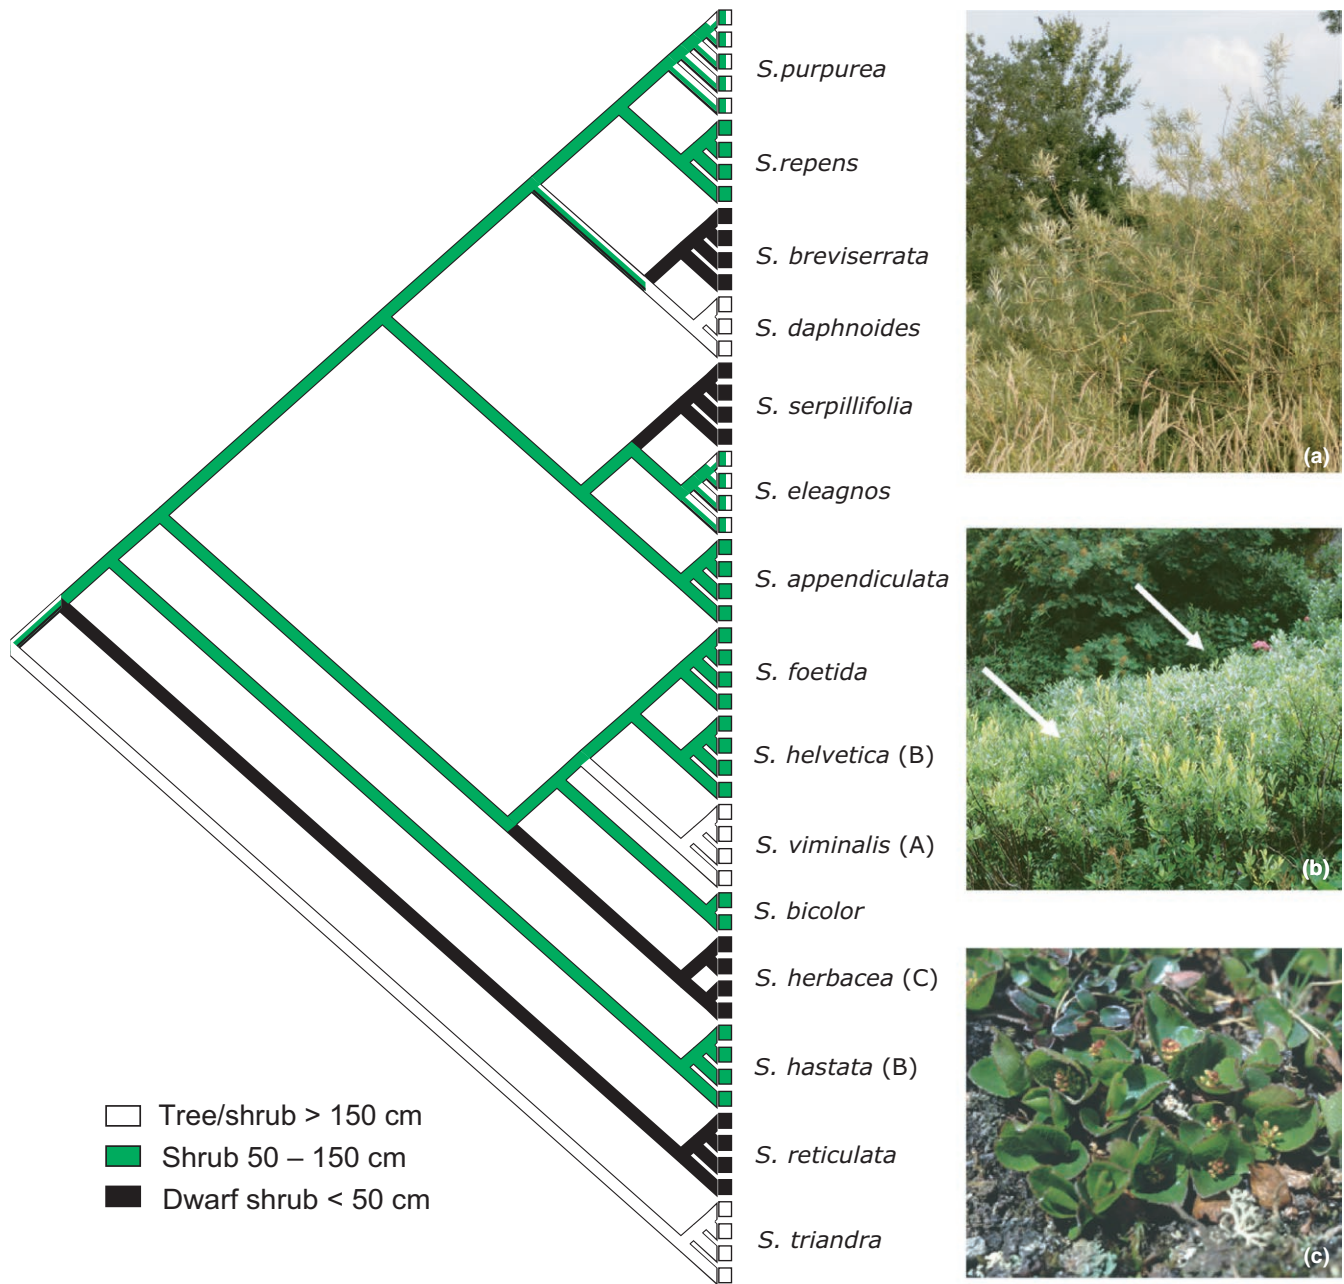 S.purpurea
S.repens
S. breviserrata
S. daphnoides
S. serpillifolia
S. eleagnos
S. appendiculata
S. foetida
S. helvetica (B)
S. viminalis (A)
S. bicolor
S. herbacea (C)
S. hastata (B)
S. reticulata
S. triandra
Tree/shrub > 150 cm
Shrub 50 – 150 cm
Dwarf shrub < 50 cm
(a)
(b)
(c)